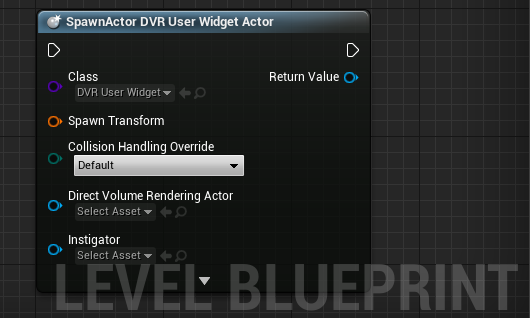 SpawnActor DVR User Widget Actor
Class
Return Value
DVR User Widget
Spawn Transform
Collision Handling Override
Default
Direct Volume Rendering Actor
Select Asset
Instigator
Select Asset
LEVEL BLUEPRINT